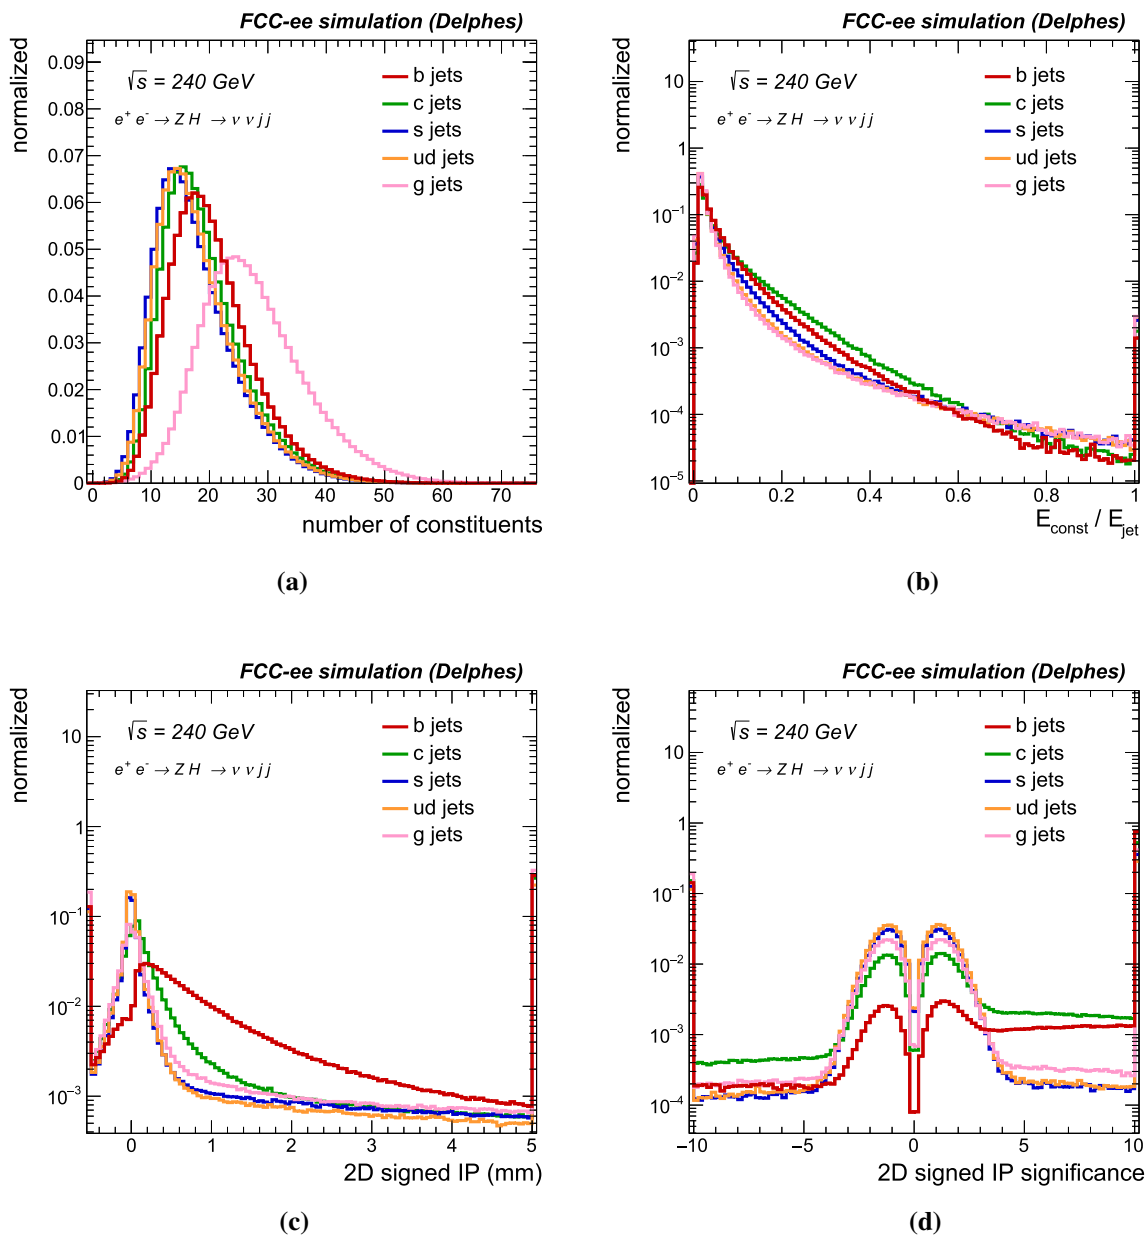 FCC-ee simulation (Delphes)
normalized
0.09
0.08
0.07
0.06
0.05
0.04
0.03
0.02
0.01
0
√s = 240 GeV
e⁺ e⁻ → Z H → ν ν j j
b jets
c jets
s jets
ud jets
g jets
0 10 20 30 40 50 60 70
number of constituents
(a)
FCC-ee simulation (Delphes)
normalized
10
1
10⁻¹
10⁻²
10⁻³
10⁻⁴
10⁻⁵
√s = 240 GeV
e⁺ e⁻ → Z H → ν ν j j
b jets
c jets
s jets
ud jets
g jets
0 0.2 0.4 0.6 0.8 1
E_const / E_jet
(b)
FCC-ee simulation (Delphes)
normalized
10
1
10⁻¹
10⁻²
10⁻³
√s = 240 GeV
e⁺ e⁻ → Z H → ν ν j j
b jets
c jets
s jets
ud jets
g jets
0 1 2 3 4 5
2D signed IP (mm)
(c)
FCC-ee simulation (Delphes)
normalized
10
1
10⁻¹
10⁻²
10⁻³
10⁻⁴
√s = 240 GeV
e⁺ e⁻ → Z H → ν ν j j
b jets
c jets
s jets
ud jets
g jets
−10 −5 0 5 10
2D signed IP significance
(d)